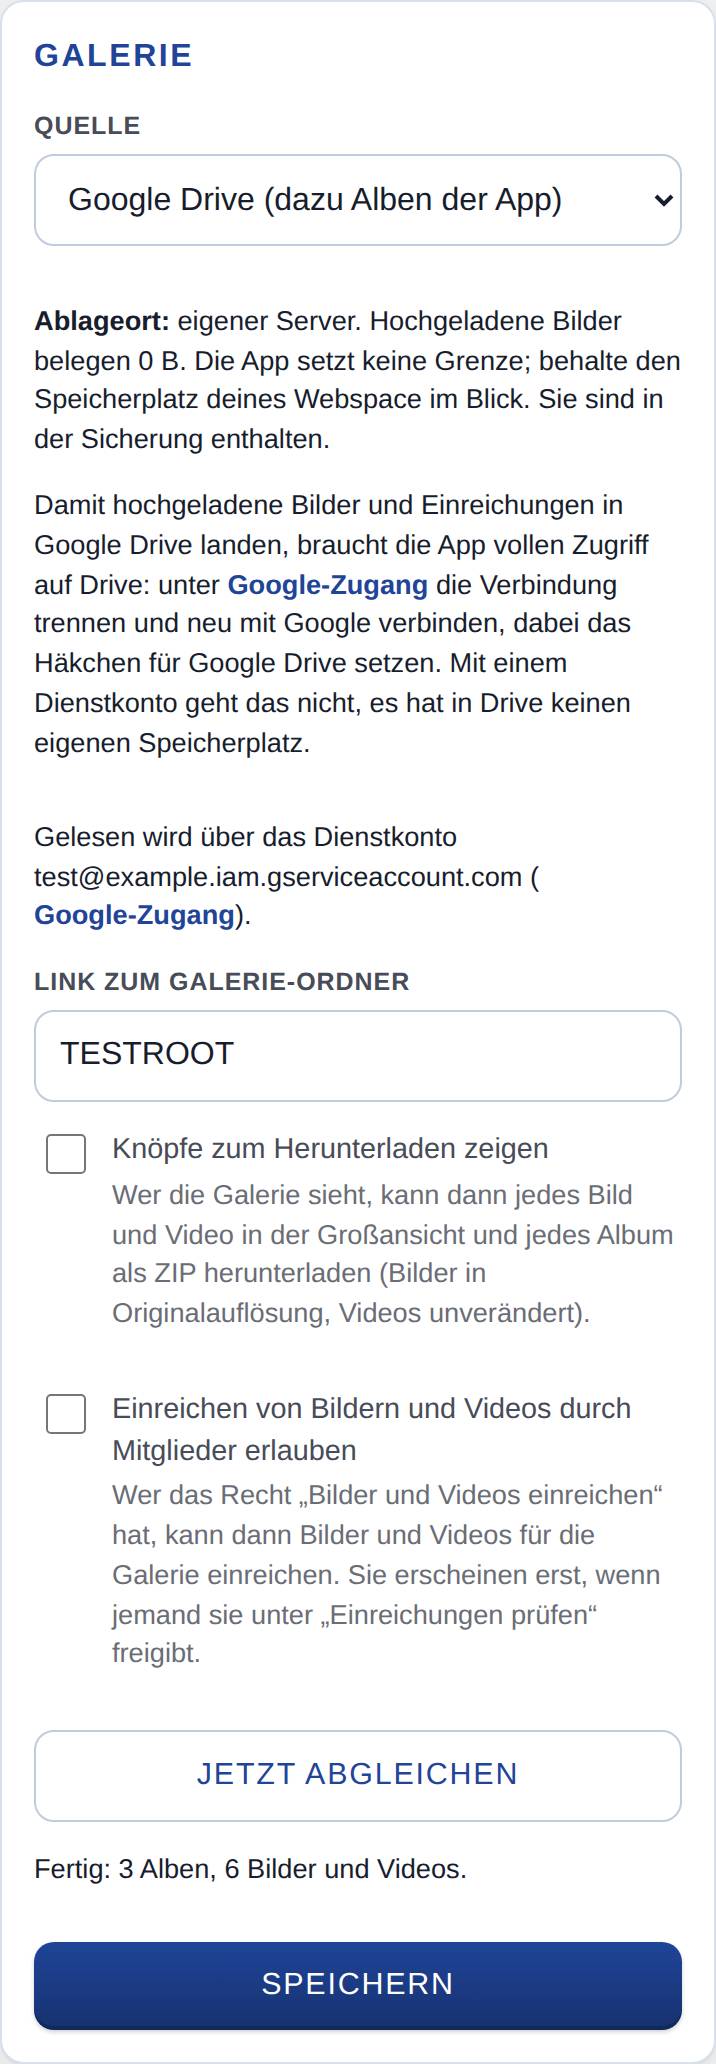 GALERIE
QUELLE
Google Drive (dazu Alben der App)
Ablageort: eigener Server. Hochgeladene Bilder
belegen 0 B. Die App setzt keine Grenze; behalte den
Speicherplatz deines Webspace im Blick. Sie sind in
der Sicherung enthalten.
Damit hochgeladene Bilder und Einreichungen in
Google Drive landen, braucht die App vollen Zugriff
auf Drive: unter Google-Zugang die Verbindung
trennen und neu mit Google verbinden, dabei das
Häkchen für Google Drive setzen. Mit einem
Dienstkonto geht das nicht, es hat in Drive keinen
eigenen Speicherplatz.
Gelesen wird über das Dienstkonto
test@example.iam.gserviceaccount.com (
Google-Zugang).
LINK ZUM GALERIE-ORDNER
TESTROOT
Knöpfe zum Herunterladen zeigen
Wer die Galerie sieht, kann dann jedes Bild
und Video in der Großansicht und jedes Album
als ZIP herunterladen (Bilder in
Originalauflösung, Videos unverändert).
Einreichen von Bildern und Videos durch
Mitglieder erlauben
Wer das Recht „Bilder und Videos einreichen“
hat, kann dann Bilder und Videos für die
Galerie einreichen. Sie erscheinen erst, wenn
jemand sie unter „Einreichungen prüfen“
freigibt.
JETZT ABGLEICHEN
Fertig: 3 Alben, 6 Bilder und Videos.
SPEICHERN